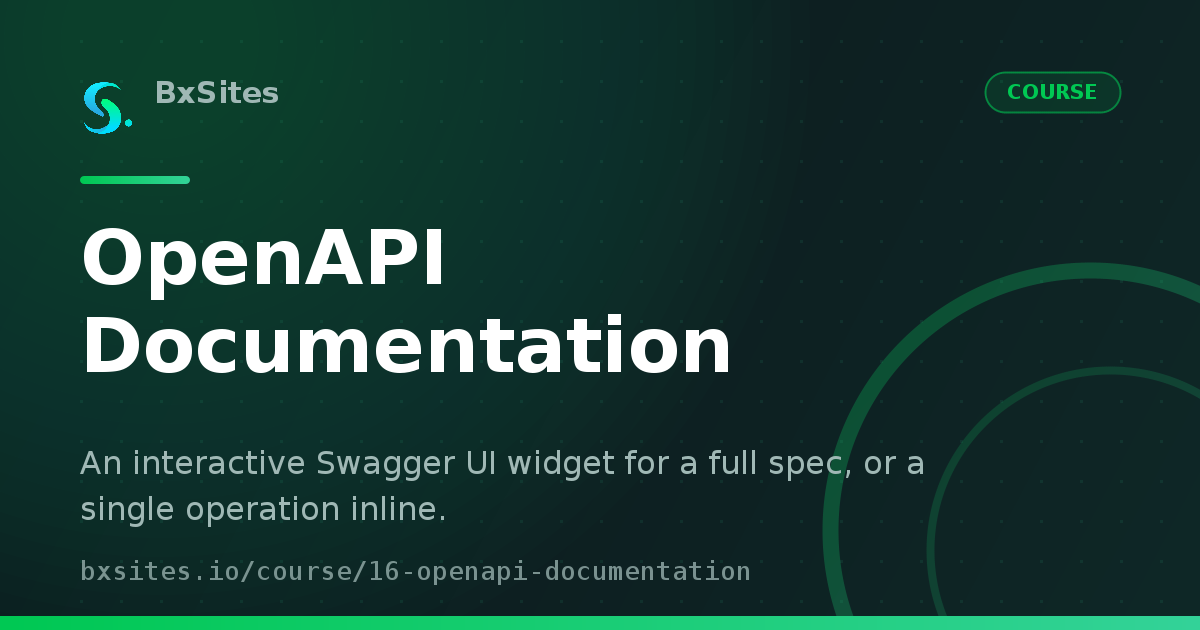 BxSites
COURSE
OpenAPI
Documentation
An interactive Swagger UI widget for a full spec, or a
single operation inline.
bxsites.io/course/16-openapi-documentation